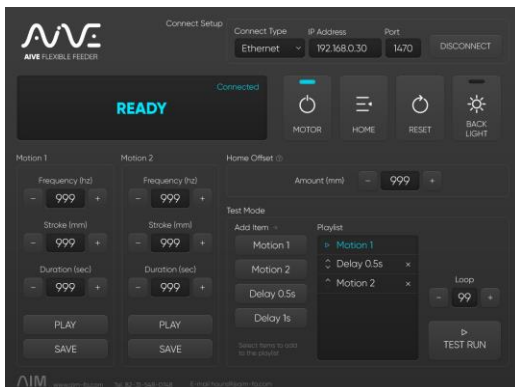 AIVE
AIVE FLEXIBLE FEEDER
Connect Setup
Connect Type
IP Address
Port
Ethernet
192.168.0.30
1470
DISCONNECT
Connected
READY
MOTOR
HOME
RESET
BACK
LIGHT
Motion 1
Motion 2
Home Offset
Frequency (hz)
Frequency (hz)
Amount (mm)
- 999 +
- 999 +
- 999 +
Stroke (mm)
Stroke (mm)
- 999 +
- 999 +
Duration (sec)
Duration (sec)
- 999 +
- 999 +
PLAY
PLAY
SAVE
SAVE
Test Mode
Add Item +
Playlist
Motion 1
Motion 2
Delay 0.5s
Delay 1s
Select items to add
to the playlist
Motion 1
Delay 0.5s ×
Motion 2 ×
Loop
- 99 +
TEST RUN
AIM